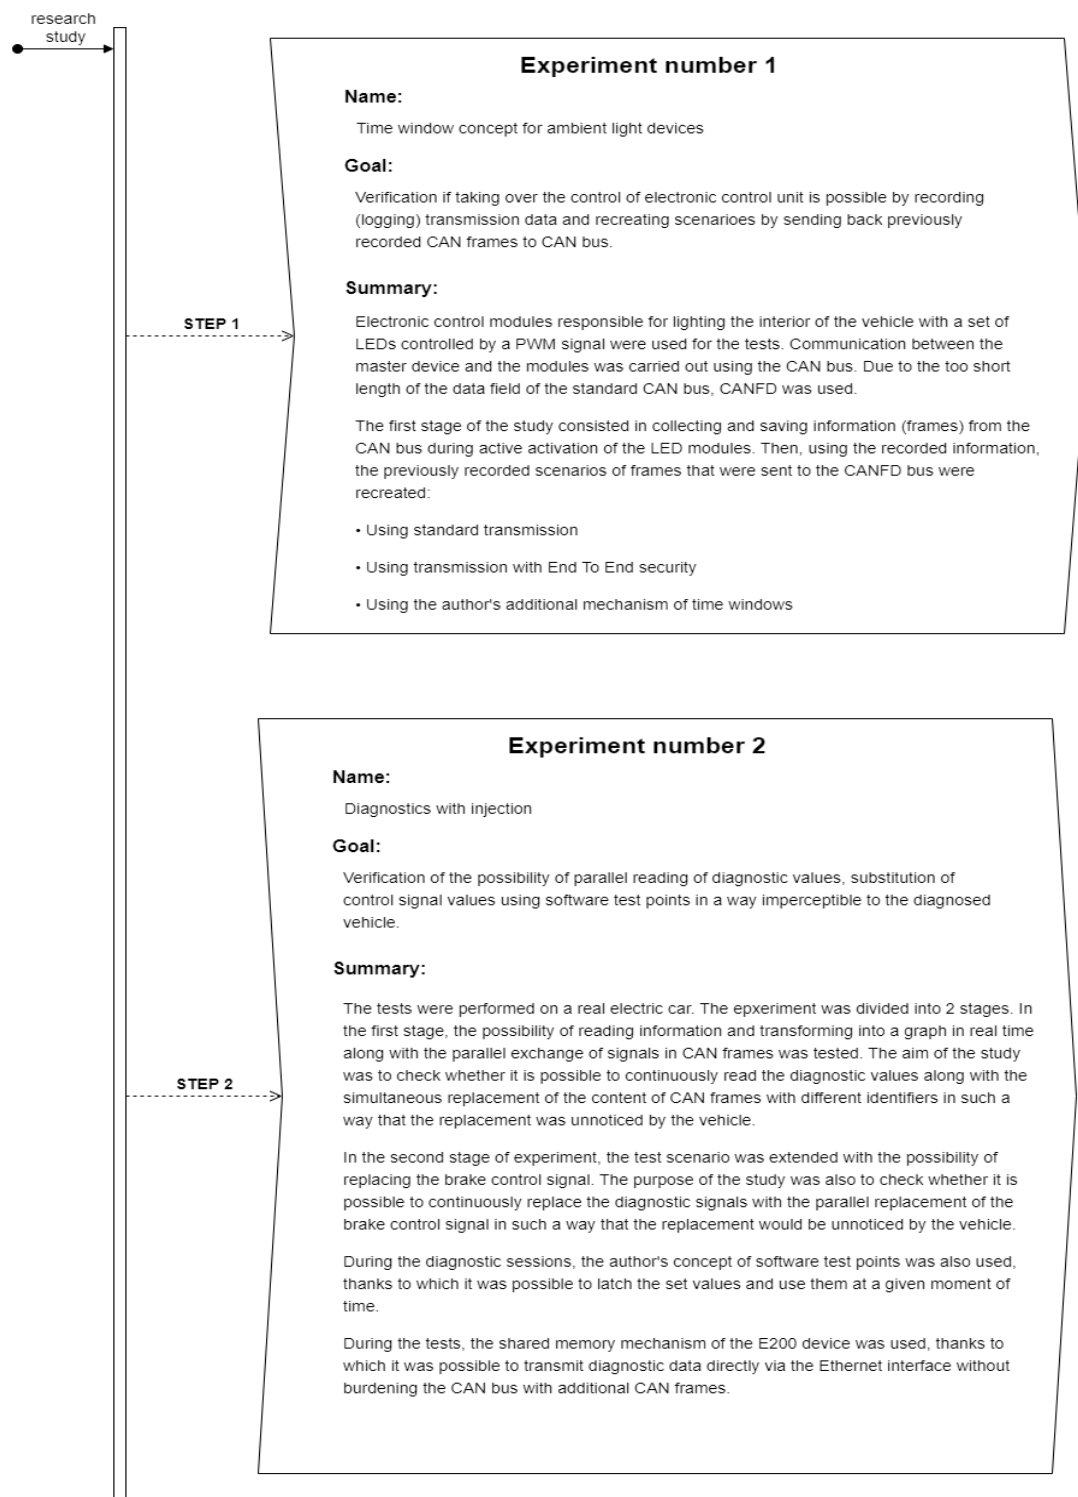 research
study
Experiment number 1
Name:
Time window concept for ambient light devices
Goal:
Verification if taking over the control of electronic control unit is possible by recording
(logging) transmission data and recreating scenarioes by sending back previously
recorded CAN frames to CAN bus.
Summary:
STEP 1
Electronic control modules responsible for lighting the interior of the vehicle with a set of
LEDs controlled by a PWM signal were used for the tests. Communication between the
master device and the modules was carried out using the CAN bus. Due to the too short
length of the data field of the standard CAN bus, CANFD was used.
The first stage of the study consisted in collecting and saving information (frames) from the
CAN bus during active activation of the LED modules. Then, using the recorded information,
the previously recorded scenarios of frames that were sent to the CANFD bus were
recreated:
• Using standard transmission
• Using transmission with End To End security
• Using the author's additional mechanism of time windows
Experiment number 2
Name:
Diagnostics with injection
Goal:
Verification of the possibility of parallel reading of diagnostic values, substitution of
control signal values using software test points in a way imperceptible to the diagnosed
vehicle.
Summary:
The tests were performed on a real electric car. The epxeriment was divided into 2 stages. In
the first stage, the possibility of reading information and transforming into a graph in real time
along with the parallel exchange of signals in CAN frames was tested. The aim of the study
was to check whether it is possible to continuously read the diagnostic values along with the
STEP 2
simultaneous replacement of the content of CAN frames with different identifiers in such a
way that the replacement was unnoticed by the vehicle.
In the second stage of experiment, the test scenario was extended with the possibility of
replacing the brake control signal. The purpose of the study was also to check whether it is
possible to continuously replace the diagnostic signals with the parallel replacement of the
brake control signal in such a way that the replacement would be unnoticed by the vehicle.
During the diagnostic sessions, the author's concept of software test points was also used,
thanks to which it was possible to latch the set values and use them at a given moment of
time.
During the tests, the shared memory mechanism of the E200 device was used, thanks to
which it was possible to transmit diagnostic data directly via the Ethernet interface without
burdening the CAN bus with additional CAN frames.